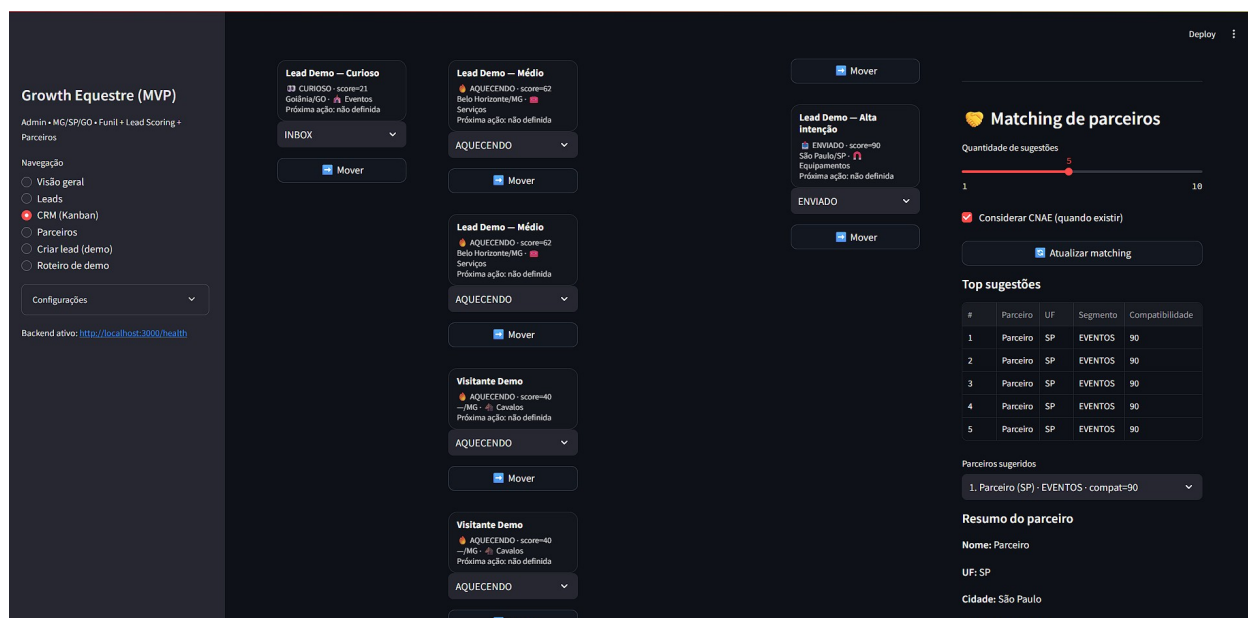 Deploy
Growth Equestre (MVP)
Admin • MG/SP/GO • Funil + Lead Scoring +
Parceiros
Navegação
Visão geral
Leads
CRM (Kanban)
Parceiros
Criar lead (demo)
Roteiro de demo
Configurações
Backend ativo: http://localhost:3000/health
Lead Demo — Curioso
CURIOSO · score=21
Goiânia/GO · Eventos
Próxima ação: não definida
INBOX
Mover
Lead Demo — Médio
AQUECENDO · score=62
Belo Horizonte/MG ·
Serviços
Próxima ação: não definida
AQUECENDO
Mover
Lead Demo — Médio
AQUECENDO · score=62
Belo Horizonte/MG ·
Serviços
Próxima ação: não definida
AQUECENDO
Mover
Visitante Demo
AQUECENDO · score=40
—/MG · Cavalos
Próxima ação: não definida
AQUECENDO
Mover
Visitante Demo
AQUECENDO · score=40
—/MG · Cavalos
Próxima ação: não definida
AQUECENDO
Mover
Lead Demo — Alta
intenção
ENVIADO · score=90
São Paulo/SP ·
Equipamentos
Próxima ação: não definida
ENVIADO
Mover
Matching de parceiros
Quantidade de sugestões
5
1 10
Considerar CNAE (quando existir)
Atualizar matching
Top sugestões
# Parceiro UF Segmento Compatibilidade
1 Parceiro SP EVENTOS 90
2 Parceiro SP EVENTOS 90
3 Parceiro SP EVENTOS 90
4 Parceiro SP EVENTOS 90
5 Parceiro SP EVENTOS 90
Parceiros sugeridos
1. Parceiro (SP) · EVENTOS · compat=90
Resumo do parceiro
Nome: Parceiro
UF: SP
Cidade: São Paulo